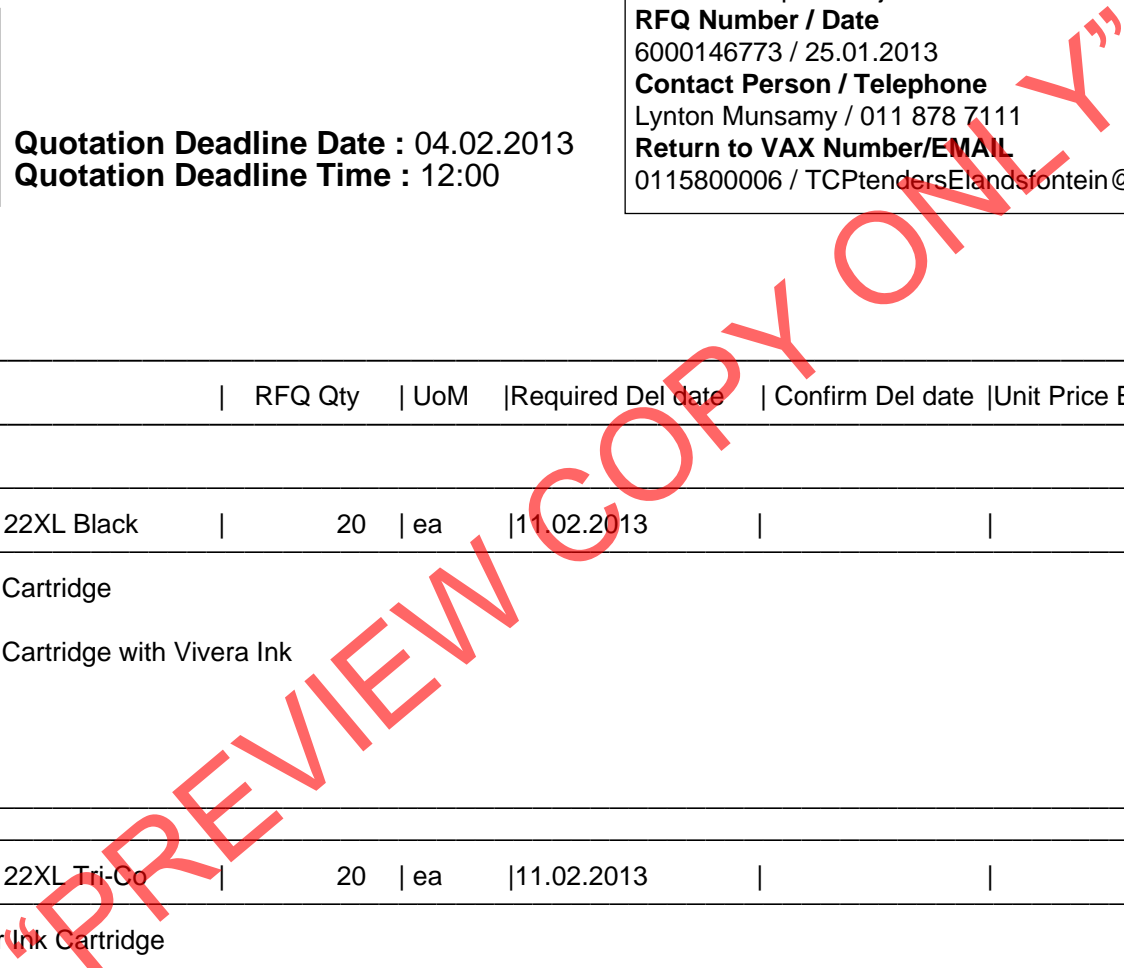 RFQ Number / Date
6000146773 / 25.01.2013
Contact Person / Telephone
Lynton Munsamy / 011 878 7111
Return to VAX Number/EMAIL
0115800006 / TCPtendersElandsfontein@
Quotation Deadline Date : 04.02.2013
Quotation Deadline Time : 12:00
| RFQ Qty | UoM |Required Del date | Confirm Del date |Unit Price E
22XL Black | 20 | ea |11.02.2013 | |
Cartridge
Cartridge with Vivera Ink
22XL Tri-Co | 20 | ea |11.02.2013 | |
r Ink Cartridge
“PREVIEW COPY ONLY”